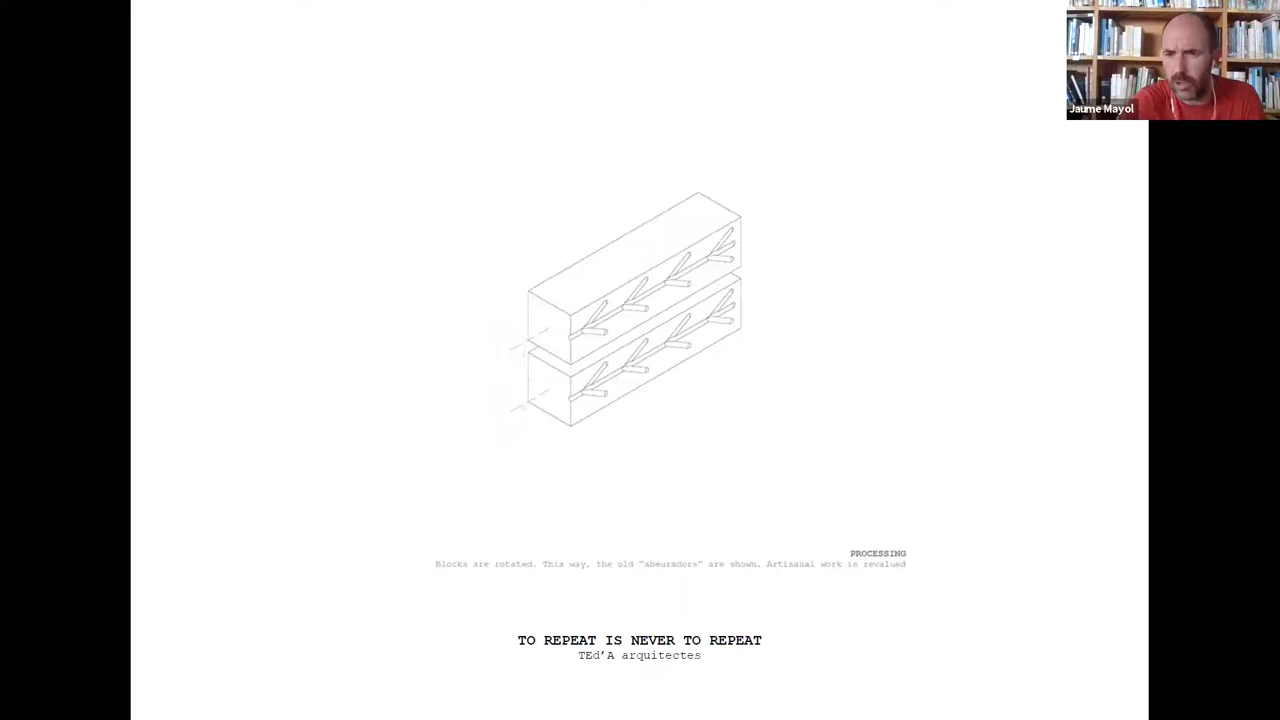 Jaume Mayol
PROCESSING
Blocks are rotated. This way, the old "abeuradors" are shown. Artisanal work is revalued
TO REPEAT IS NEVER TO REPEAT
TEd'A arquitectes